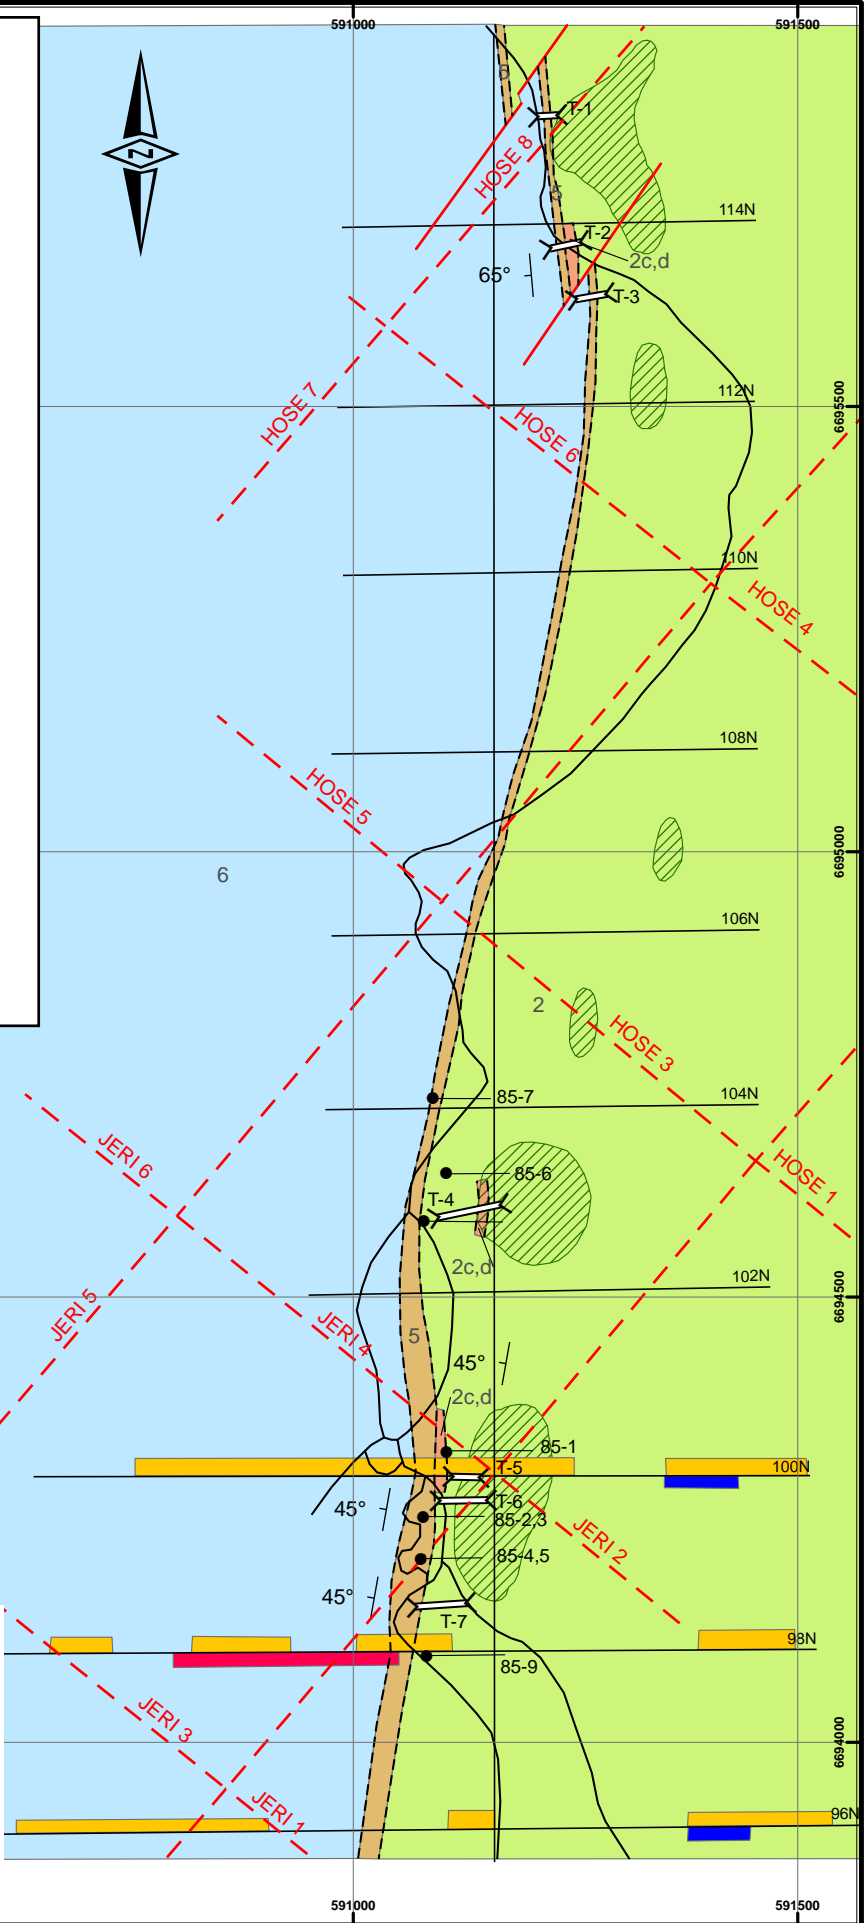 591000
591500
5
T-1
HOSE 8
N
5
114N
T-2
2c,d
65°
T-3
112N
HOSE 7
HOSE 6
6695500
110N
HOSE 4
108N
HOSE 5
6695000
6
106N
2
HOSE 3
104N
85-7
JERI 6
85-6
HOSE 1
T-4
2c,d
102N
6694500
JERI 5
JERI 4
5
45°
2c,d
85-1
T-5
100N
T-6
45°
85-2,3
JERI 2
85-4,5
45°
T-7
98N
85-9
JERI 3
6694000
JERI 1
96N
591000
591500